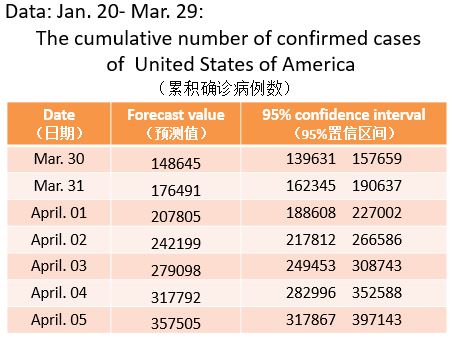 Data: Jan. 20- Mar. 29:
The cumulative number of confirmed cases
of United States of America
（累积确诊病例数）
Date Forecast value 95% confidence interval
（日期） （预测值） （95%置信区间）
Mar. 30 148645 139631 157659
Mar. 31 176491 162345 190637
April. 01 207805 188608 227002
April. 02 242199 217812 266586
April. 03 279098 249453 308743
April. 04 317792 282996 352588
April. 05 357505 317867 397143